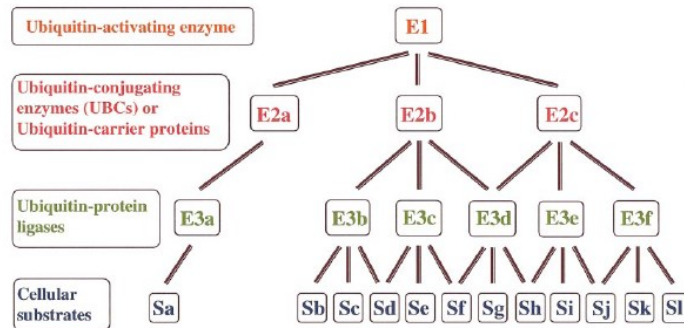 Ubiquitin-activating enzyme
E1
Ubiquitin-conjugating
enzymes (UBCs) or
Ubiquitin-carrier proteins
E2a E2b E2c
Ubiquitin-protein
ligases
E3a E3b E3c E3d E3e E3f
Cellular
substrates
Sa Sb Sc Sd Se Sf Sg Sh Si Sj Sk Sl